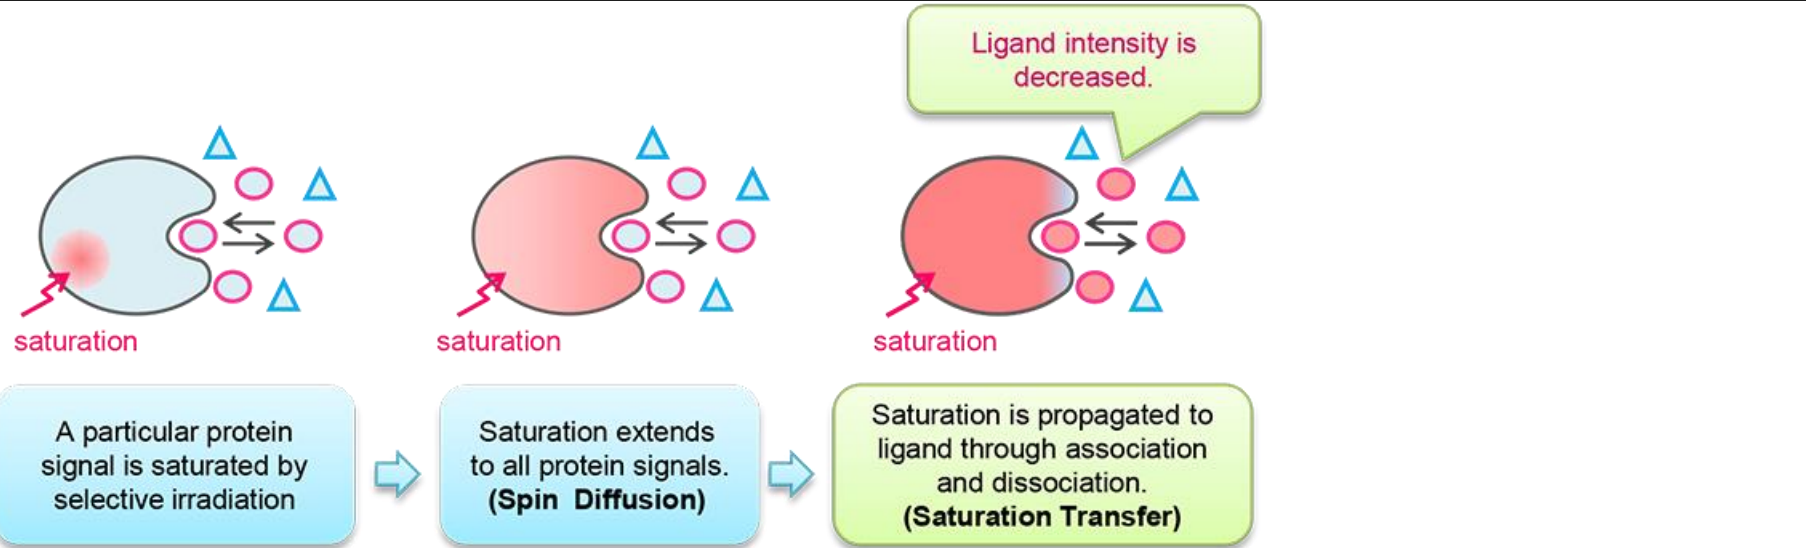 Ligand intensity is
decreased.
saturation
saturation
saturation
A particular protein
signal is saturated by
selective irradiation
Saturation extends
to all protein signals.
(Spin Diffusion)
Saturation is propagated to
ligand through association
and dissociation.
(Saturation Transfer)